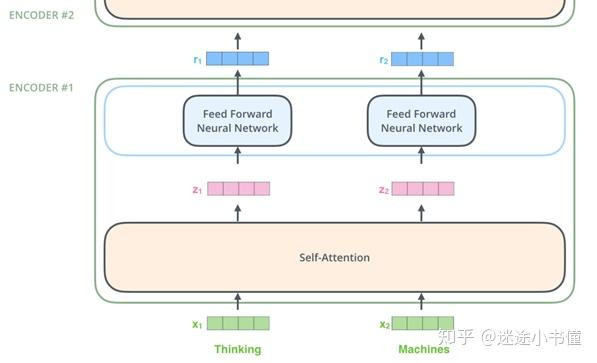 ENCODER #2
r₁
r₂
ENCODER #1
Feed Forward
Neural Network
Feed Forward
Neural Network
z₁
z₂
Self-Attention
x₁
x₂
Thinking
Machines
知乎 @迷途小书僮